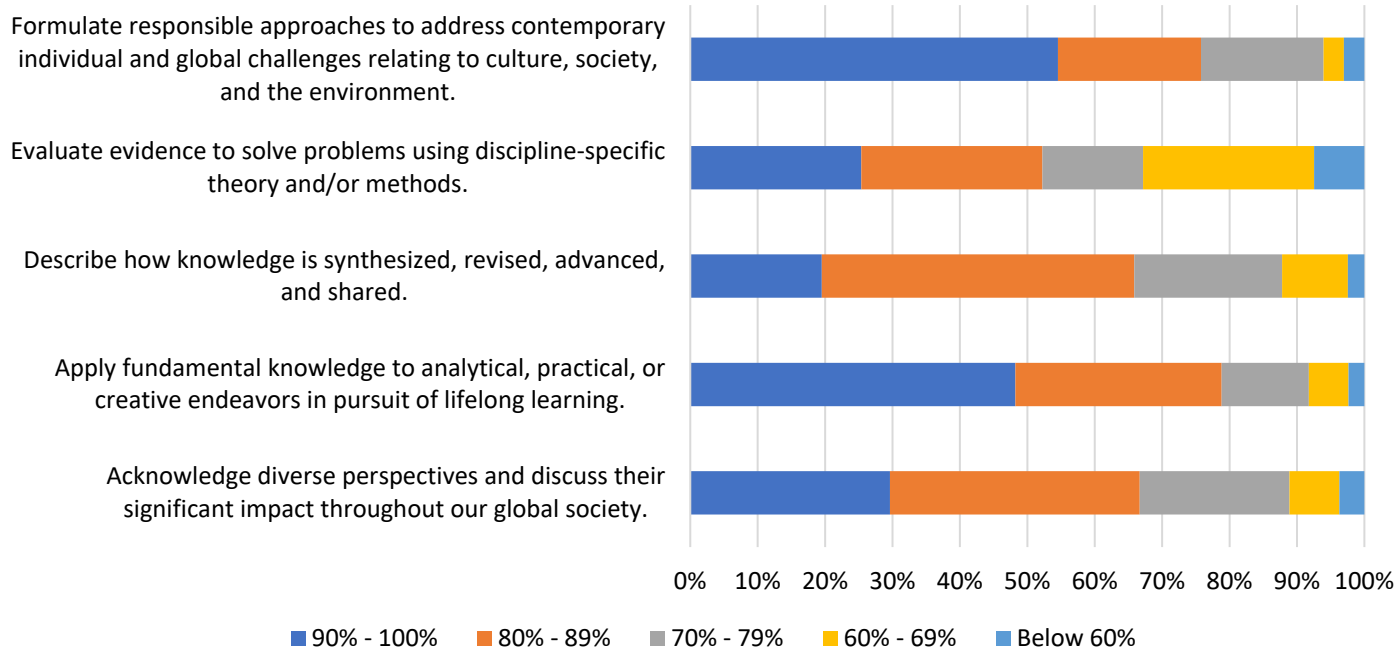 Formulate responsible approaches to address contemporary
individual and global challenges relating to culture, society,
and the environment.
Evaluate evidence to solve problems using discipline-specific
theory and/or methods.
Describe how knowledge is synthesized, revised, advanced,
and shared.
Apply fundamental knowledge to analytical, practical, or
creative endeavors in pursuit of lifelong learning.
Acknowledge diverse perspectives and discuss their
significant impact throughout our global society.
0% 10% 20% 30% 40% 50% 60% 70% 80% 90% 100%
90% - 100% 80% - 89% 70% - 79% 60% - 69% Below 60%